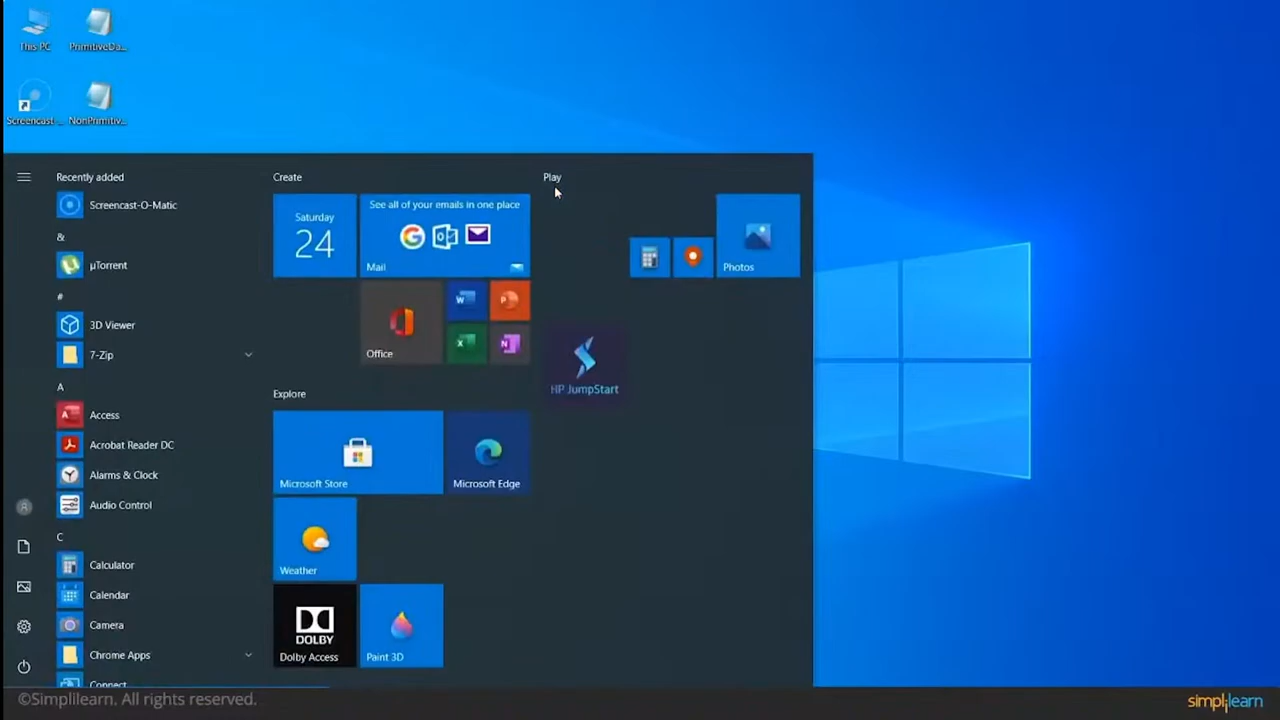 This PC
PrimitiveDa...
Screencast-...
NonPrimitiv...
Recently added
Screencast-O-Matic
&
µTorrent
#
3D Viewer
7-Zip
A
Access
Acrobat Reader DC
Alarms & Clock
Audio Control
C
Calculator
Calendar
Camera
Chrome Apps
Connect
Create
Saturday
24
See all of your emails in one place
Mail
Office
Explore
Microsoft Store
Microsoft Edge
Weather
DOLBY
Dolby Access
Paint 3D
Play
Photos
HP JumpStart
©Simplilearn. All rights reserved.
simplilearn